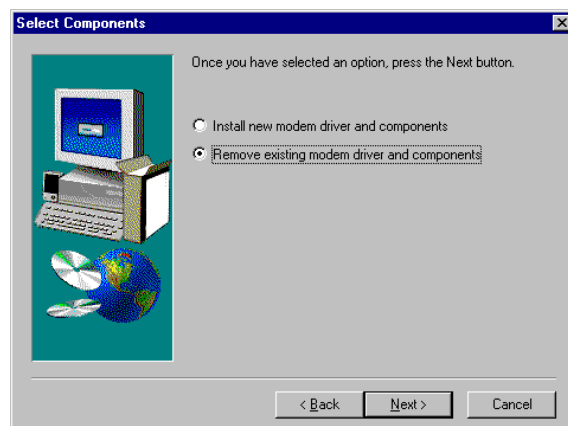 Select Components
Once you have selected an option, press the Next button.
Install new modem driver and components
Remove existing modem driver and components
< Back
Next >
Cancel